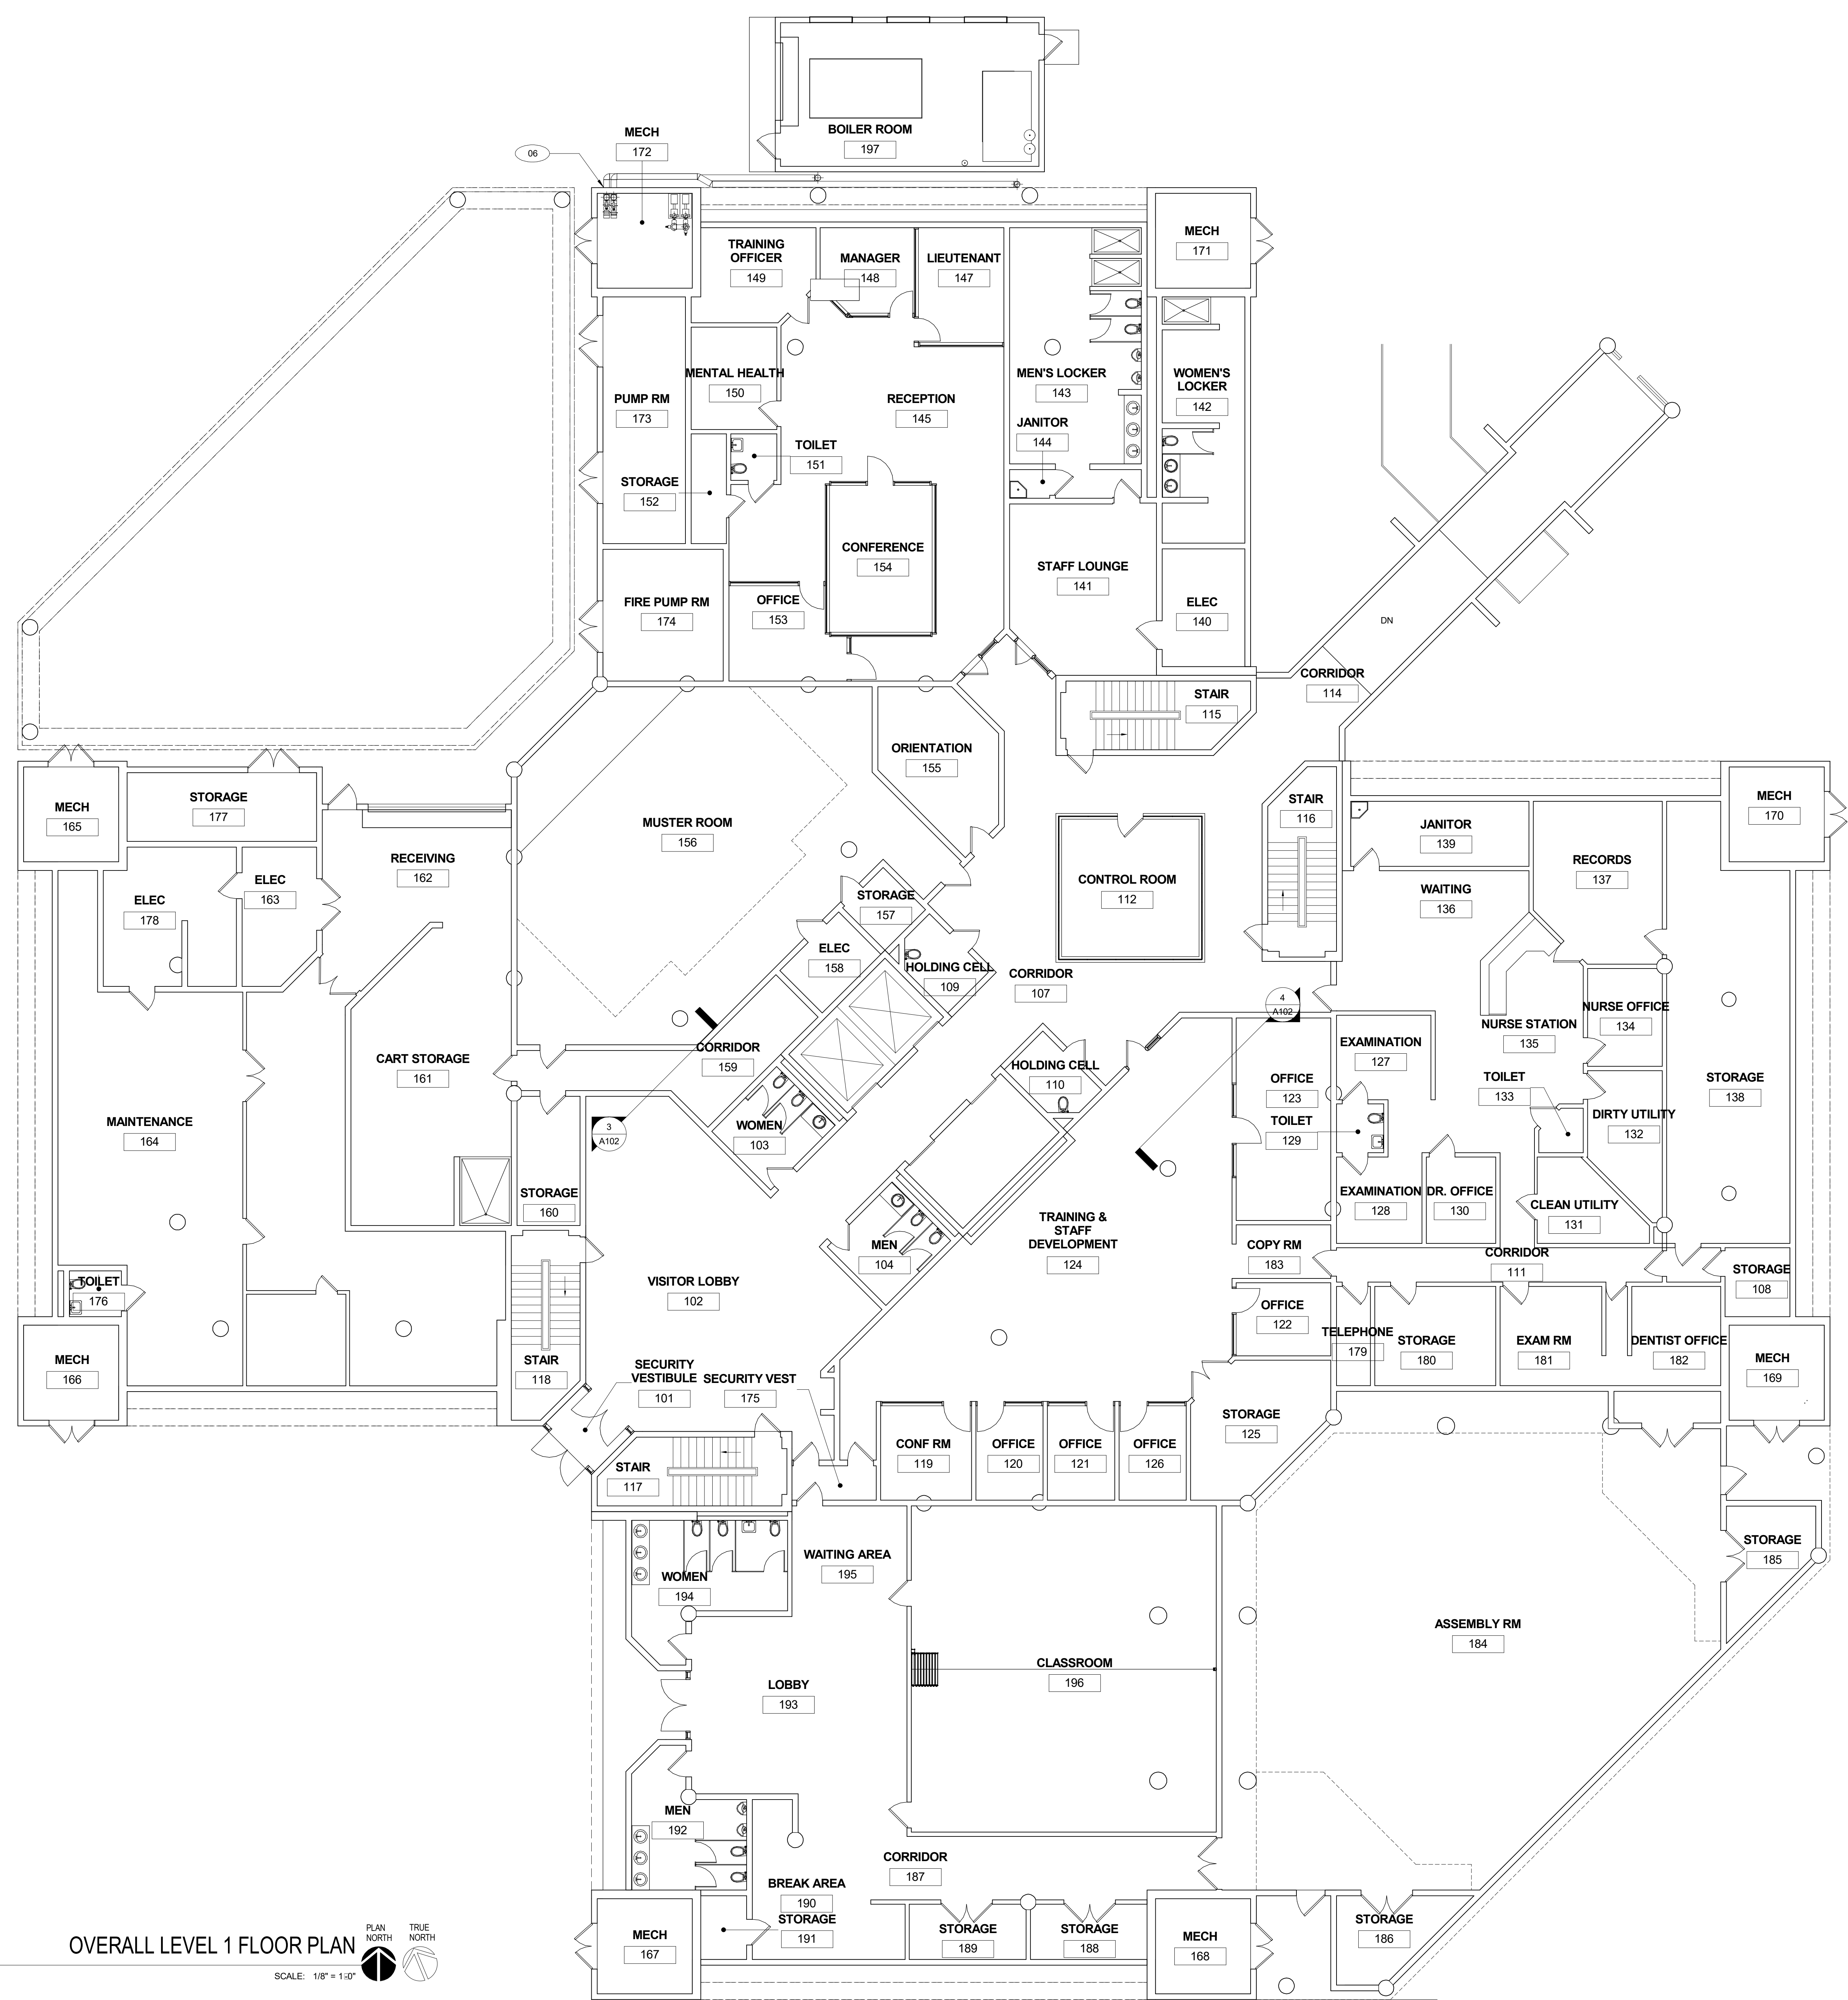 BOILER ROOM
197
MECH
172
06
MECH
171
TRAINING
OFFICER
149
MANAGER
148
LIEUTENANT
147
MENTAL HEALTH
150
PUMP RM
173
RECEPTION
145
MEN'S LOCKER
143
WOMEN'S
LOCKER
142
JANITOR
144
TOILET
151
STORAGE
152
CONFERENCE
154
STAFF LOUNGE
141
OFFICE
153
FIRE PUMP RM
174
ELEC
140
DN
CORRIDOR
114
STAIR
115
ORIENTATION
155
MECH
165
STORAGE
177
MUSTER ROOM
156
STAIR
116
MECH
170
JANITOR
139
RECEIVING
162
RECORDS
137
ELEC
178
ELEC
163
STORAGE
157
CONTROL ROOM
112
WAITING
136
ELEC
158
HOLDING CELL
109
CORRIDOR
107
4
A102
NURSE OFFICE
134
NURSE STATION
135
EXAMINATION
127
CORRIDOR
159
CART STORAGE
161
HOLDING CELL
110
OFFICE
123
TOILET
133
STORAGE
138
MAINTENANCE
164
3
A102
WOMEN
103
TOILET
129
DIRTY UTILITY
132
STORAGE
160
EXAMINATION
128
DR. OFFICE
130
CLEAN UTILITY
131
TRAINING &
STAFF
DEVELOPMENT
124
MEN
104
COPY RM
183
CORRIDOR
111
STORAGE
108
TOILET
176
VISITOR LOBBY
102
OFFICE
122
TELEPHONE
179
STORAGE
180
EXAM RM
181
DENTIST OFFICE
182
MECH
169
MECH
166
STAIR
118
SECURITY
VESTIBULE
101
SECURITY VEST
175
STORAGE
125
CONF RM
119
OFFICE
120
OFFICE
121
OFFICE
126
STAIR
117
STORAGE
185
WAITING AREA
195
WOMEN
194
ASSEMBLY RM
184
CLASSROOM
196
LOBBY
193
MEN
192
CORRIDOR
187
BREAK AREA
190
STORAGE
191
STORAGE
189
STORAGE
188
STORAGE
186
MECH
167
MECH
168
OVERALL LEVEL 1 FLOOR PLAN
PLAN
NORTH
TRUE
NORTH
SCALE: 1/8" = 1'-0"